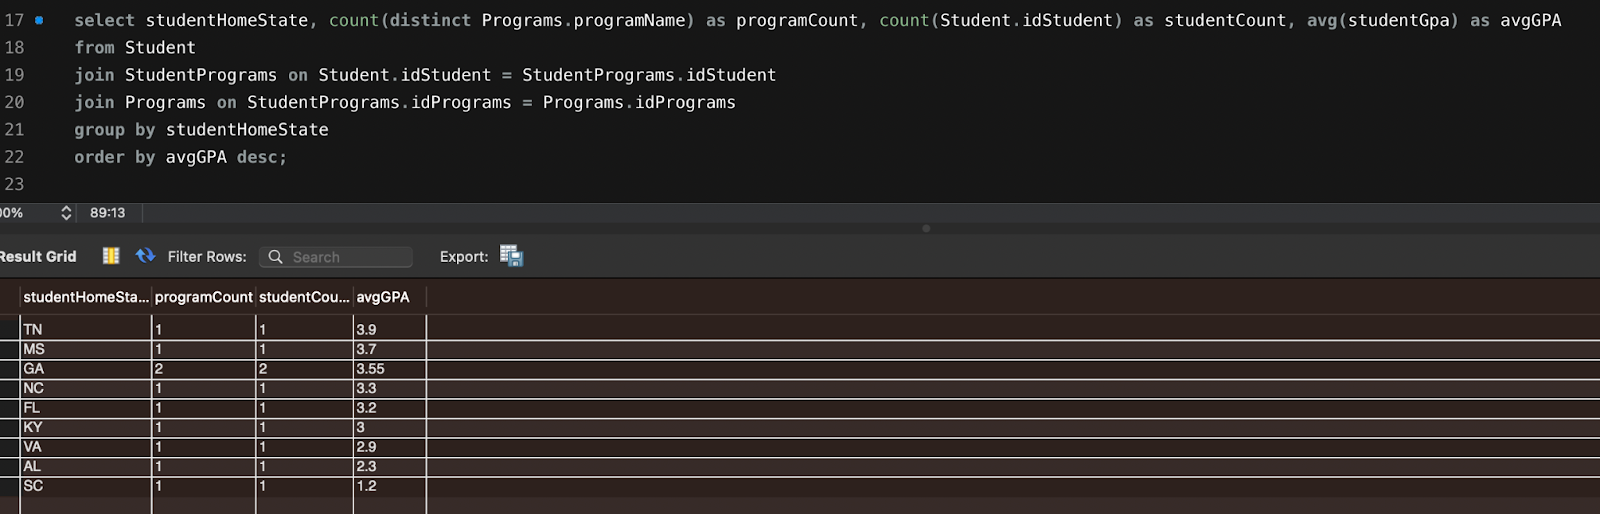 17 select studentHomeState, count(distinct Programs.programName) as programCount, count(Student.idStudent) as studentCount, avg(studentGpa) as avgGPA
18 from Student
19 join StudentPrograms on Student.idStudent = StudentPrograms.idStudent
20 join Programs on StudentPrograms.idPrograms = Programs.idPrograms
21 group by studentHomeState
22 order by avgGPA desc;
23
00% 89:13
Result Grid Filter Rows: Search Export:
studentHomeSta... programCount studentCou... avgGPA
TN 1 1 3.9
MS 1 1 3.7
GA 2 2 3.55
NC 1 1 3.3
FL 1 1 3.2
KY 1 1 3
VA 1 1 2.9
AL 1 1 2.3
SC 1 1 1.2